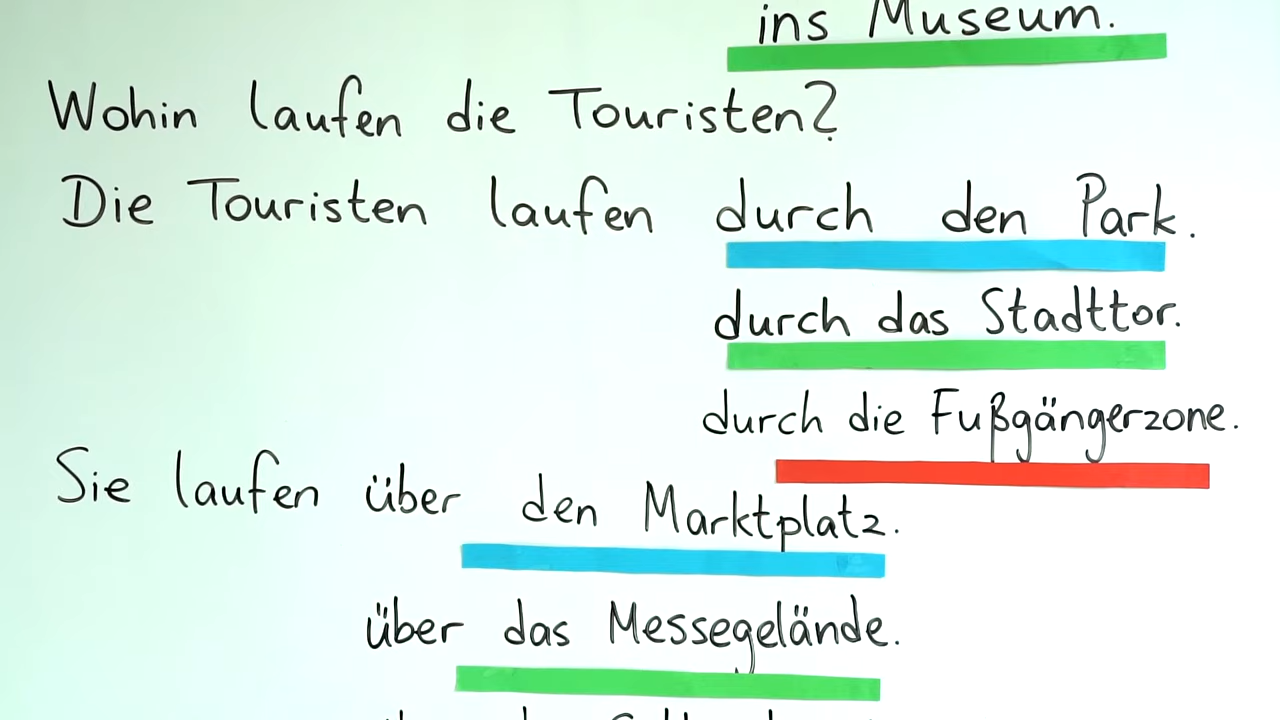 ins Museum.
Wohin laufen die Touristen?
Die Touristen laufen durch den Park.
durch das Stadttor.
durch die Fußgängerzone.
Sie laufen über den Marktplatz.
über das Messegelände.